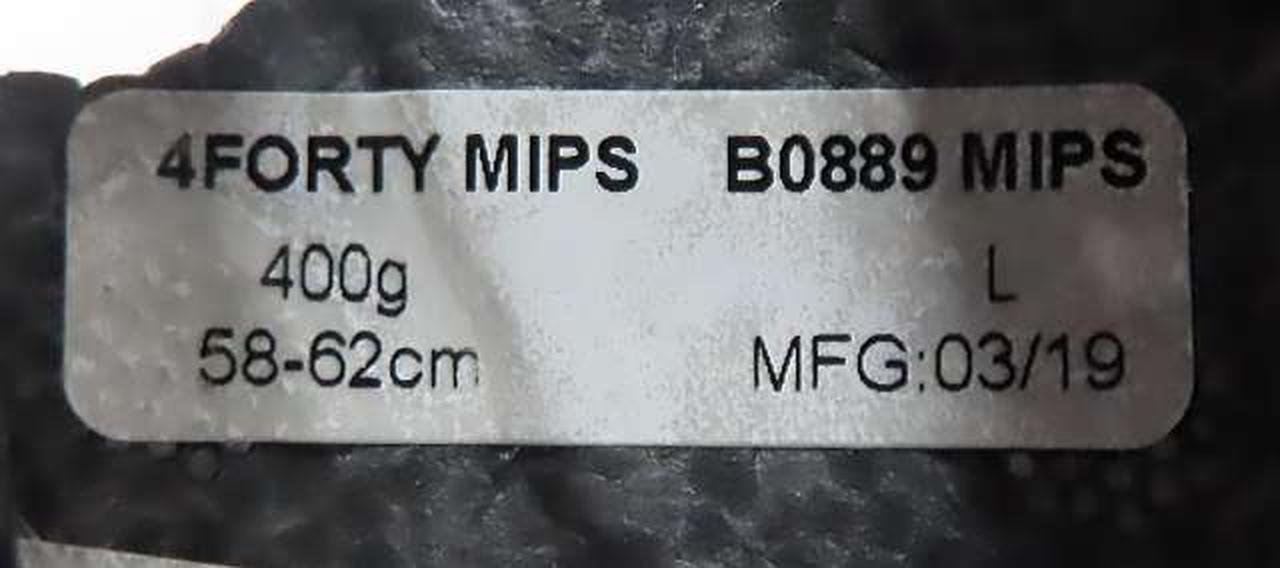 4FORTY MIPS B0889 MIPS
400g L
58-62cm MFG:03/19